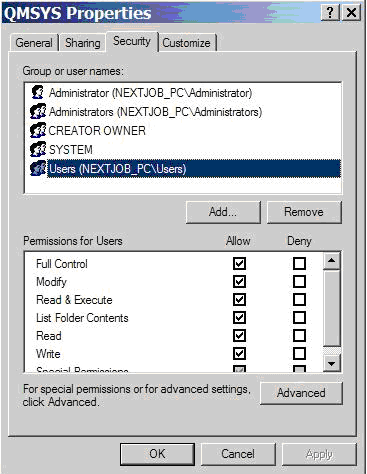 QMSYS Properties
General Sharing Security Customize
Group or user names:
Administrator (NEXTJOB_PC\Administrator)
Administrators (NEXTJOB_PC\Administrators)
CREATOR OWNER
SYSTEM
Users (NEXTJOB_PC\Users)
Add... Remove
Permissions for Users Allow Deny
Full Control
Modify
Read & Execute
List Folder Contents
Read
Write
Special Permissions
For special permissions or for advanced settings,
click Advanced.
Advanced
OK Cancel Apply